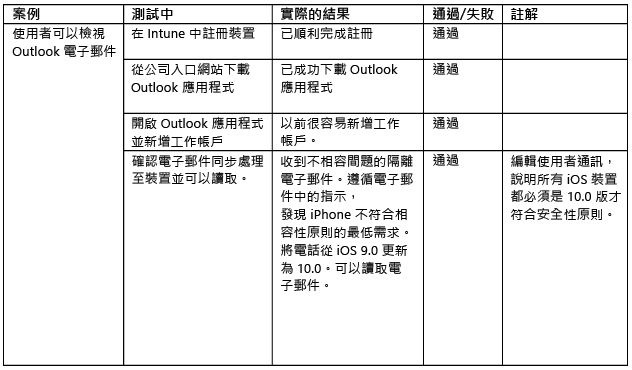 案例 測試中 實際的結果 通過/失敗 註解
使用者可以檢視
Outlook 電子郵件
在 Intune 中註冊裝置
已順利完成註冊
通過
從公司入口網站下載
Outlook 應用程式
已成功下載 Outlook
應用程式
通過
開啟 Outlook 應用程式
並新增工作帳戶
以前很容易新增工作
帳戶。
通過
確認電子郵件同步處理
至裝置並可以讀取。
收到不相容問題的隔離
電子郵件。遵循電子郵
件中的指示，
發現 iPhone 不符合相
容性原則的最低需求。
將電話從 iOS 9.0 更新
為 10.0。可以讀取電
子郵件。
通過
編輯使用者通訊，
說明所有 iOS 裝置
都必須是 10.0 版才
符合安全性原則。